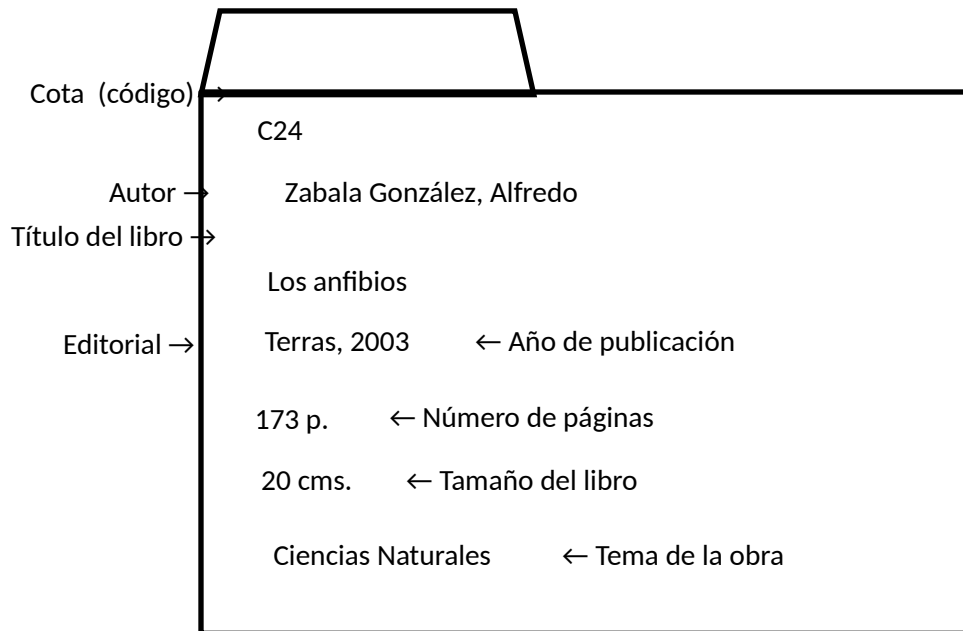 Cota (código) →
C24
Autor → Zabala González, Alfredo
Título del libro →
Los anfibios
Editorial → Terras, 2003 ← Año de publicación
173 p. ← Número de páginas
20 cms. ← Tamaño del libro
Ciencias Naturales ← Tema de la obra